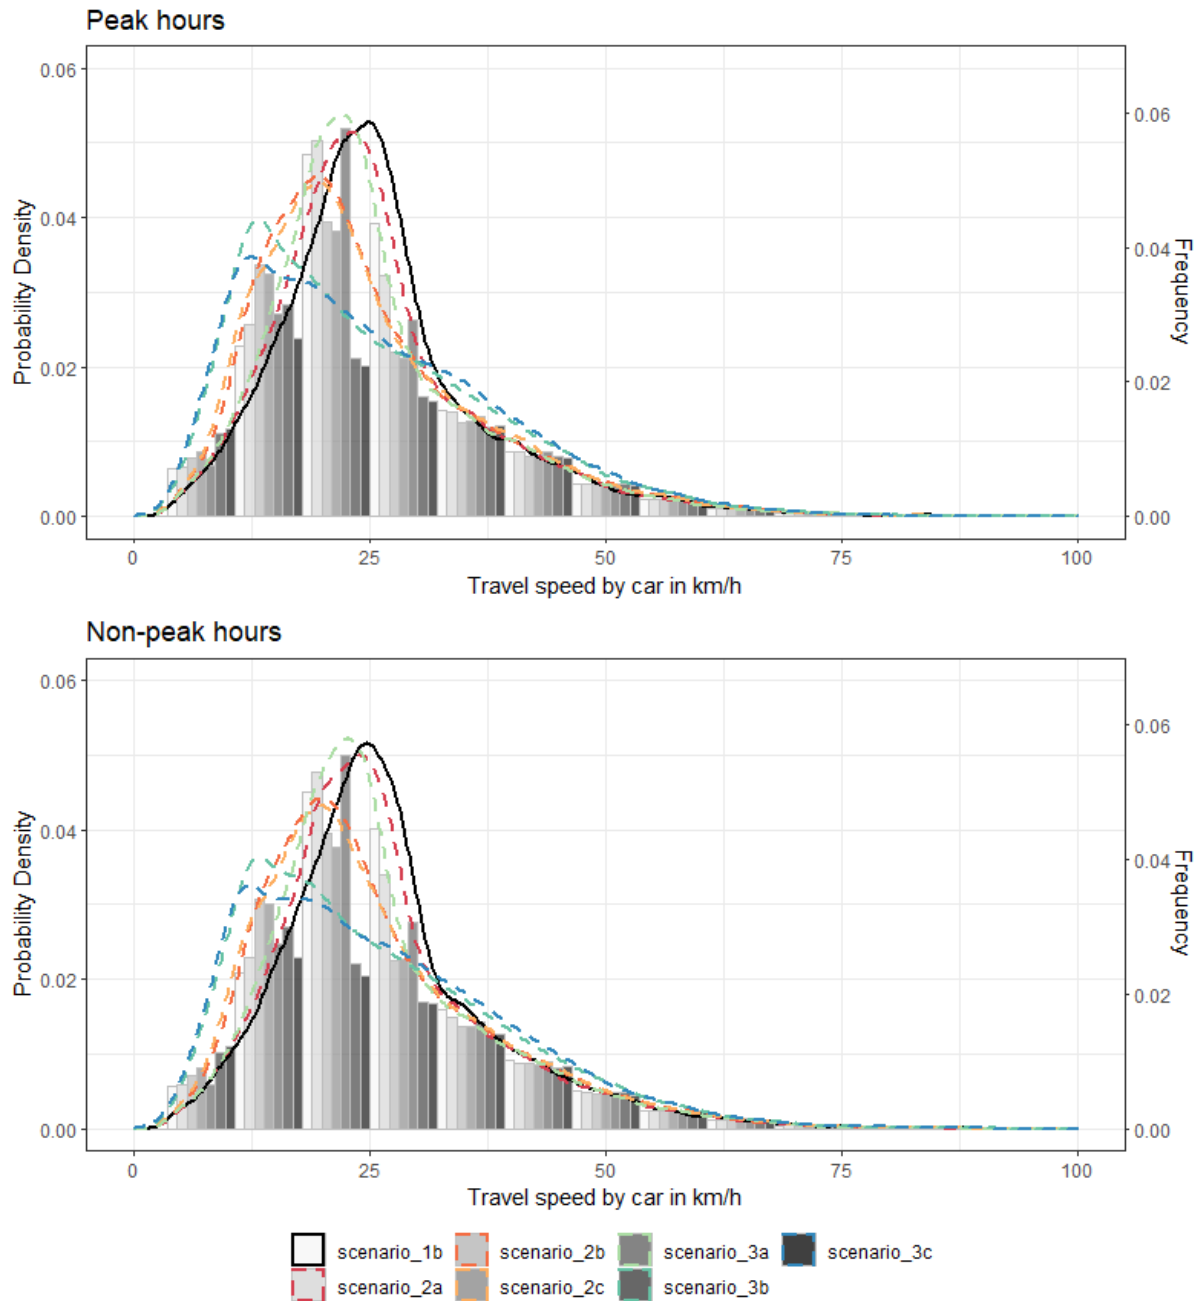 Peak hours
0.06
0.04
0.02
0.00
Probability Density
0.06
0.04
0.02
0.00
Frequency
0 25 50 75 100
Travel speed by car in km/h
Non-peak hours
0.06
0.04
0.02
0.00
Probability Density
0.06
0.04
0.02
0.00
Frequency
0 25 50 75 100
Travel speed by car in km/h
scenario_1b scenario_2b scenario_3a scenario_3c
scenario_2a scenario_2c scenario_3b